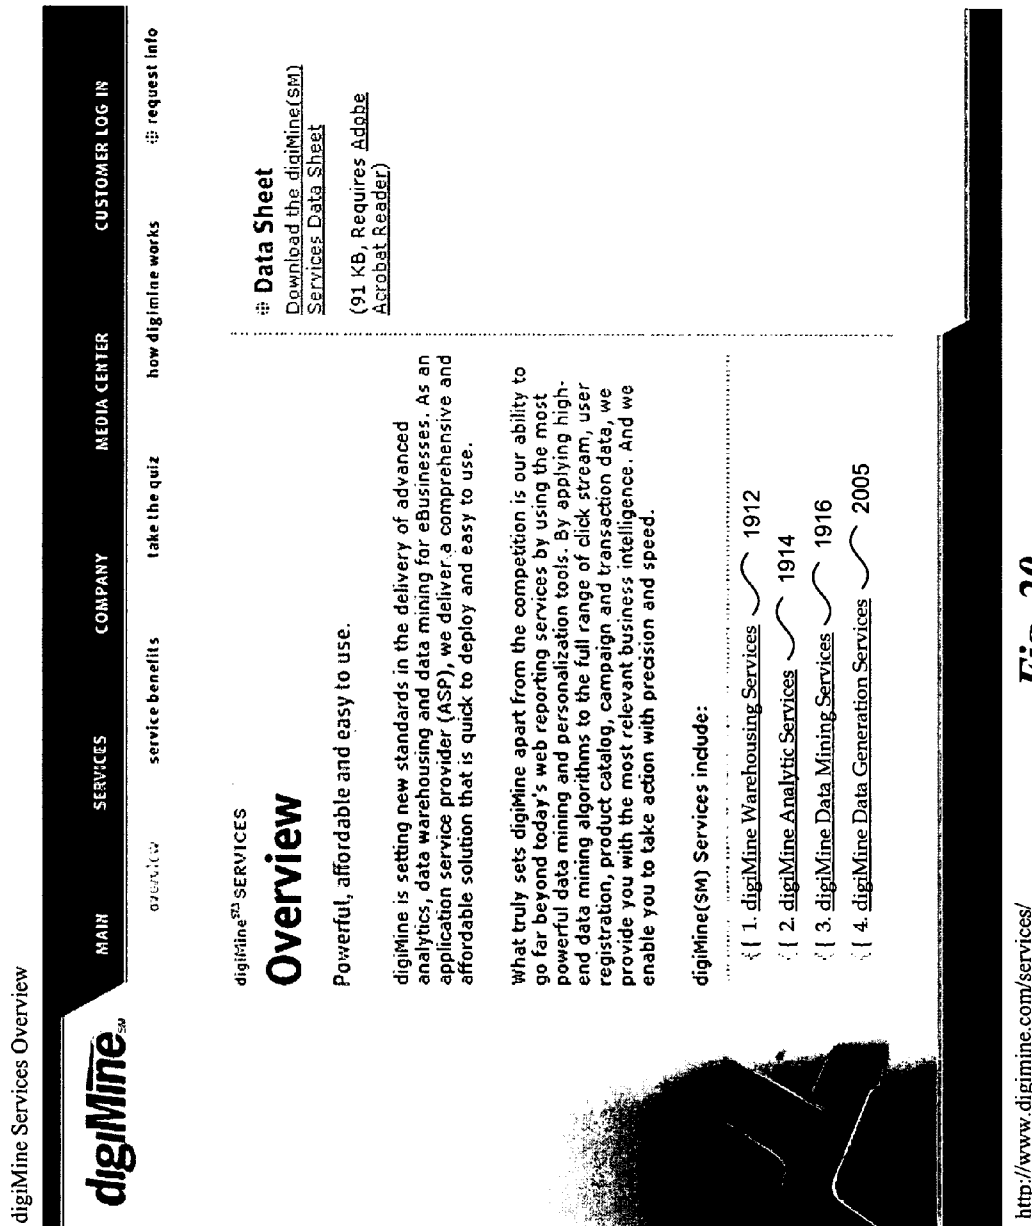 digiMine Services Overview
digiMine SM
MAIN SERVICES COMPANY MEDIA CENTER CUSTOMER LOG IN
overview service benefits take the quiz how digimine works request info
digiMine SM SERVICES
Overview
Powerful, affordable and easy to use.
digiMine is setting new standards in the delivery of advanced
analytics, data warehousing and data mining for eBusinesses. As an
application service provider (ASP), we deliver a comprehensive and
affordable solution that is quick to deploy and easy to use.
What truly sets digiMine apart from the competition is our ability to
go far beyond today's web reporting services by using the most
powerful data mining and personalization tools. By applying high-
end data mining algorithms to the full range of click stream, user
registration, product catalog, campaign and transaction data, we
provide you with the most relevant business intelligence. And we
enable you to take action with precision and speed.
digiMine(SM) Services include:
{[ 1. digiMine Warehousing Services 1912
{[ 2. digiMine Analytic Services 1914
{[ 3. digiMine Data Mining Services 1916
{[ 4. digiMine Data Generation Services 2005
Data Sheet
Download the digiMine(SM)
Services Data Sheet
(91 KB, Requires Adobe
Acrobat Reader)
http://www.digimine.com/services/
Fig. 20